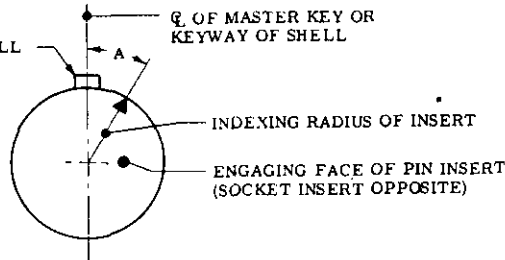 ℄ OF MASTER KEY OR
KEYWAY OF SHELL
LL
A
INDEXING RADIUS OF INSERT
ENGAGING FACE OF PIN INSERT
(SOCKET INSERT OPPOSITE)